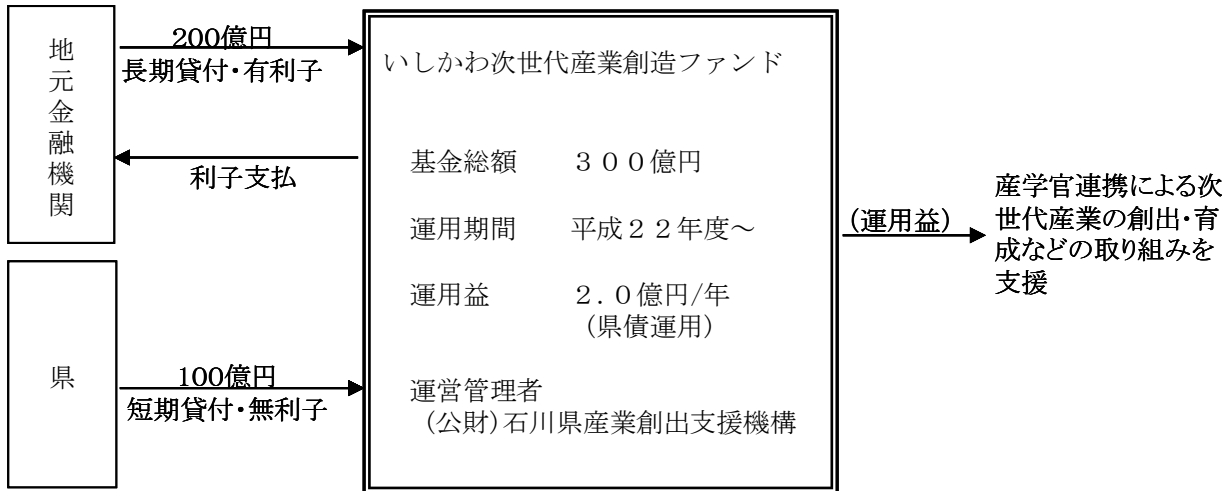 地元金融機関
200億円
長期貸付・有利子
利子支払
県
100億円
短期貸付・無利子
いしかわ次世代産業創造ファンド
基金総額　３００億円
運用期間　平成２２年度～
運用益　２.０億円/年
（県債運用）
運営管理者
（公財）石川県産業創出支援機構
（運用益）
産学官連携による次
世代産業の創出・育
成などの取り組みを
支援